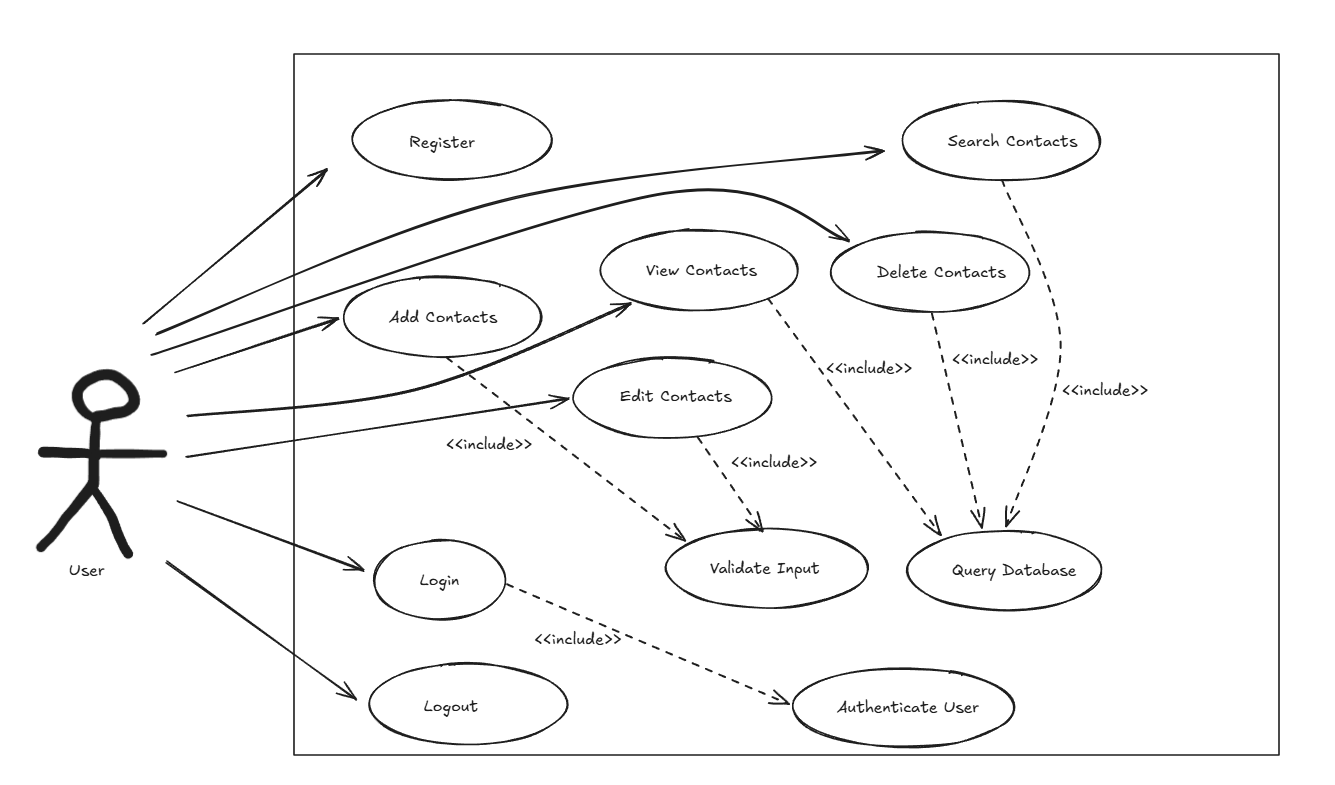 Register
Search Contacts
View Contacts
Delete Contacts
Add Contacts
<<include>>
<<include>>
<<include>>
Edit Contacts
<<include>>
<<include>>
User
Login
Validate Input
Query Database
<<include>>
Logout
Authenticate User